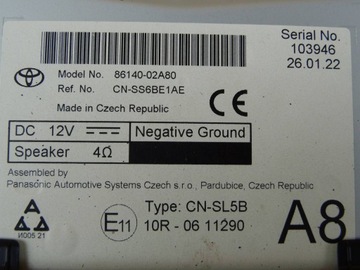 Serial No.
103946
26.01.22
Model No. 86140-02A80
Ref. No. CN-SS6BE1AE
Made in Czech Republic
CE
DC 12V Negative Ground
Speaker 4Ω
Assembled by
Panasonic Automotive Systems Czech s.r.o., Pardubice, Czech Republic
Type: CN-SL5B
E11 10R - 06 11290
A8